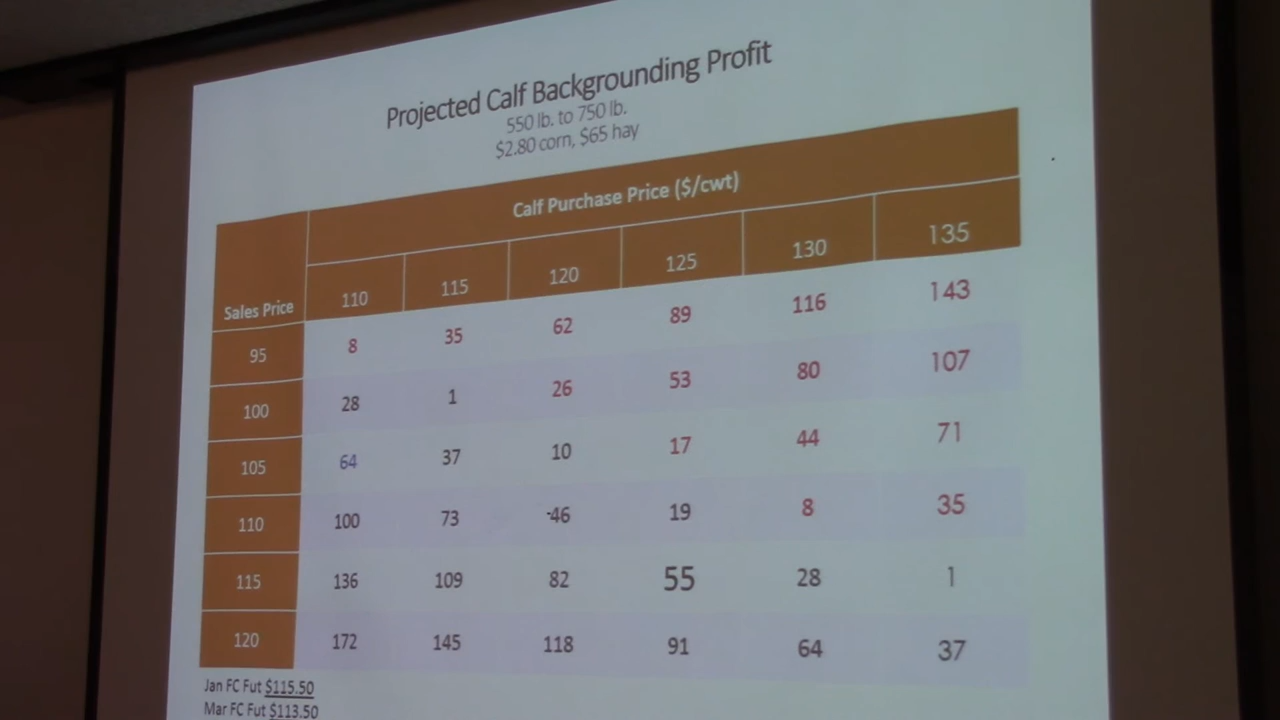 Projected Calf Backgrounding Profit
550 lb. to 750 lb.
$2.80 corn, $65 hay
Calf Purchase Price ($/cwt)
Sales Price 110 115 120 125 130 135
95 8 35 62 89 116 143
100 28 1 26 53 80 107
105 64 37 10 17 44 71
110 100 73 -46 19 8 35
115 136 109 82 55 28 1
120 172 145 118 91 64 37
Jan FC Fut $115.50
Mar FC Fut $113.50